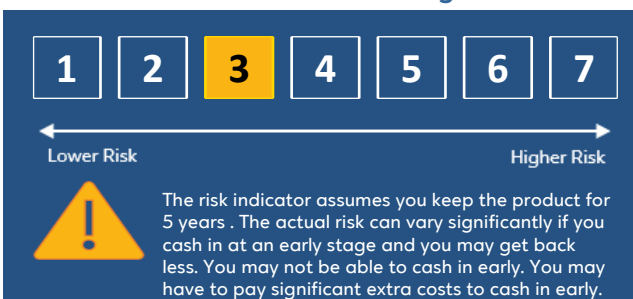 1 2 3 4 5 6 7
Lower Risk Higher Risk
The risk indicator assumes you keep the product for
5 years . The actual risk can vary significantly if you
cash in at an early stage and you may get back
less. You may not be able to cash in early. You may
have to pay significant extra costs to cash in early.